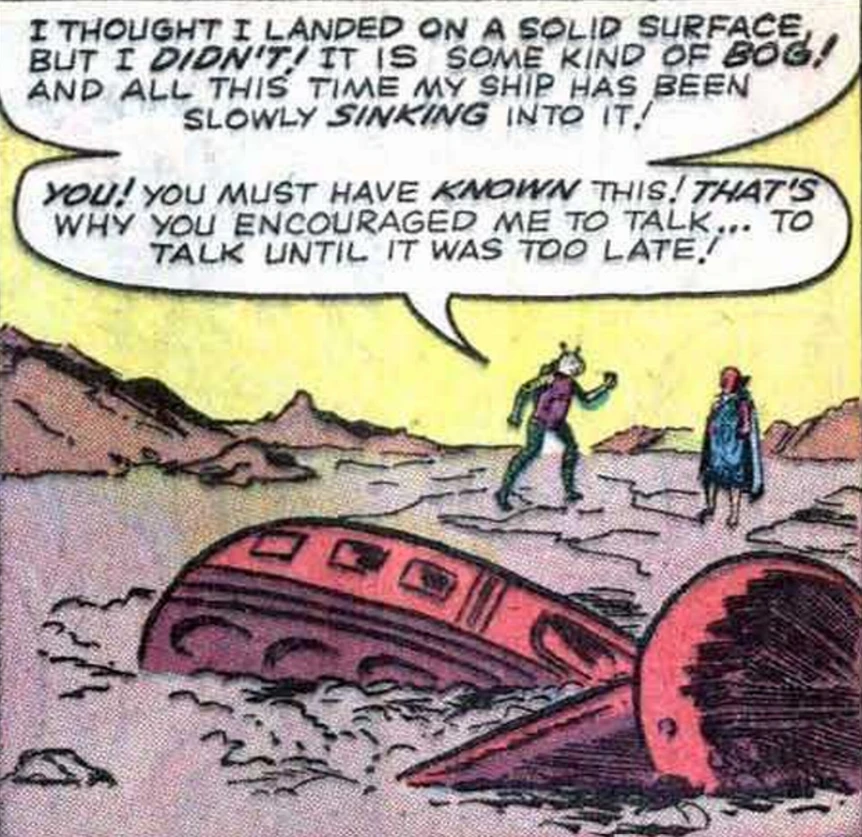 I THOUGHT I LANDED ON A SOLID SURFACE,
BUT I DIDN'T! IT IS SOME KIND OF BOG!
AND ALL THIS TIME MY SHIP HAS BEEN
SLOWLY SINKING INTO IT!
YOU! YOU MUST HAVE KNOWN THIS! THAT'S
WHY YOU ENCOURAGED ME TO TALK... TO
TALK UNTIL IT WAS TOO LATE!